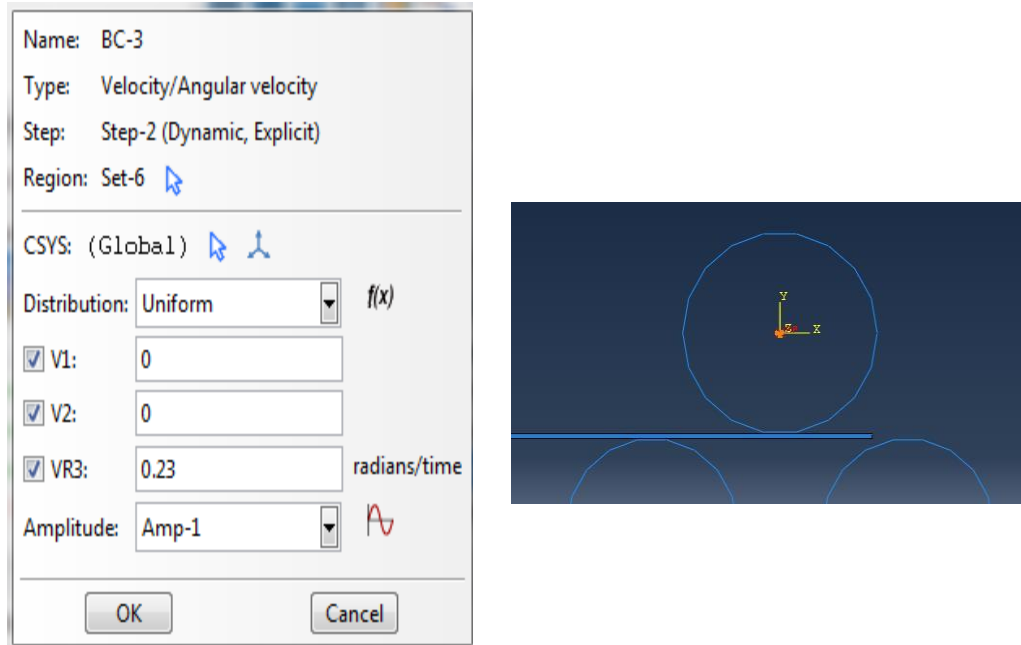 Name: BC-3
Type: Velocity/Angular velocity
Step: Step-2 (Dynamic, Explicit)
Region: Set-6
CSYS: (Global)
Distribution: Uniform f(x)
V1: 0
V2: 0
VR3: 0.23 radians/time
Amplitude: Amp-1
OK Cancel
Y
Z X